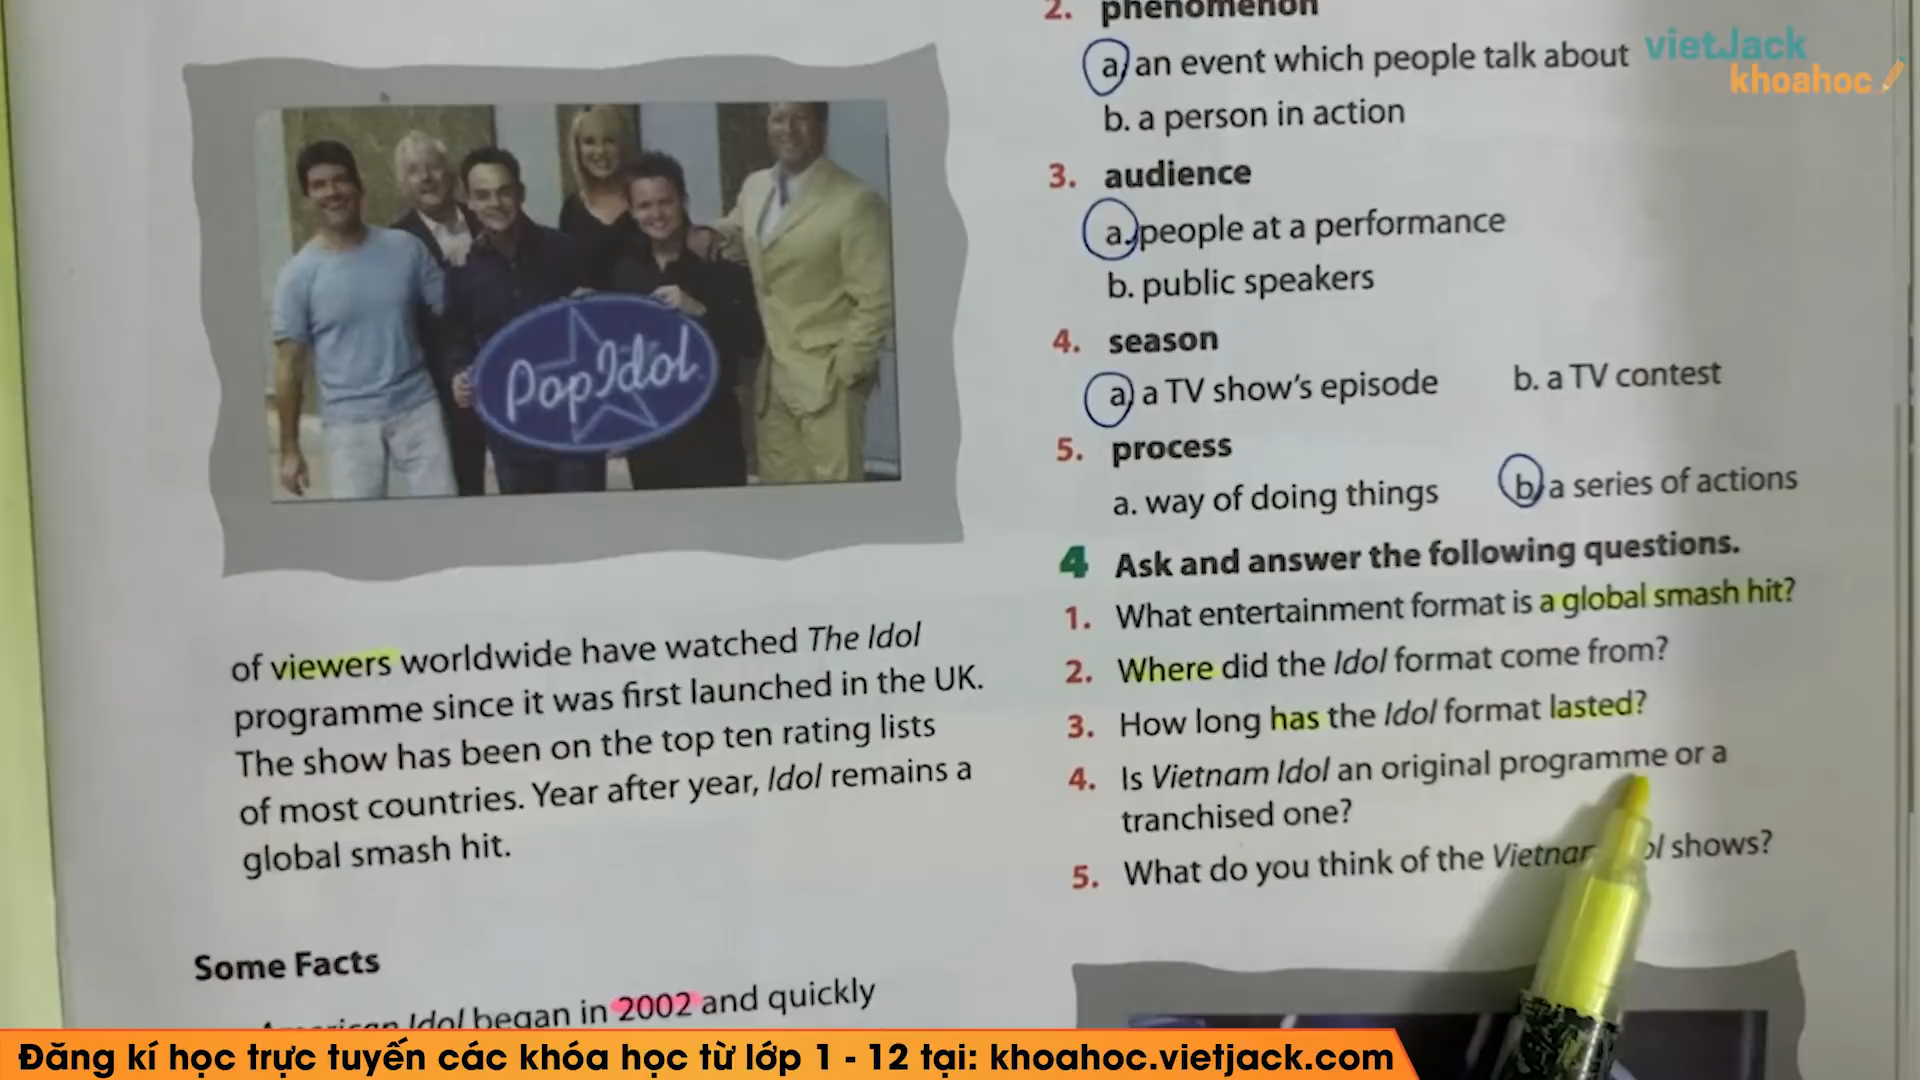 Pop Idol
of viewers worldwide have watched The Idol
programme since it was first launched in the UK.
The show has been on the top ten rating lists
of most countries. Year after year, Idol remains a
global smash hit.
Some Facts
American Idol began in 2002 and quickly
2. phenomenon
a. an event which people talk about
b. a person in action
3. audience
a. people at a performance
b. public speakers
4. season
a. a TV show's episode b. a TV contest
5. process
a. way of doing things b. a series of actions
4 Ask and answer the following questions.
1. What entertainment format is a global smash hit?
2. Where did the Idol format come from?
3. How long has the Idol format lasted?
4. Is Vietnam Idol an original programme or a
tranchised one?
5. What do you think of the shows?
vietJack
khoahoc
Đăng kí học trực tuyến các khóa học từ lớp 1 - 12 tại: khoahoc.vietjack.com